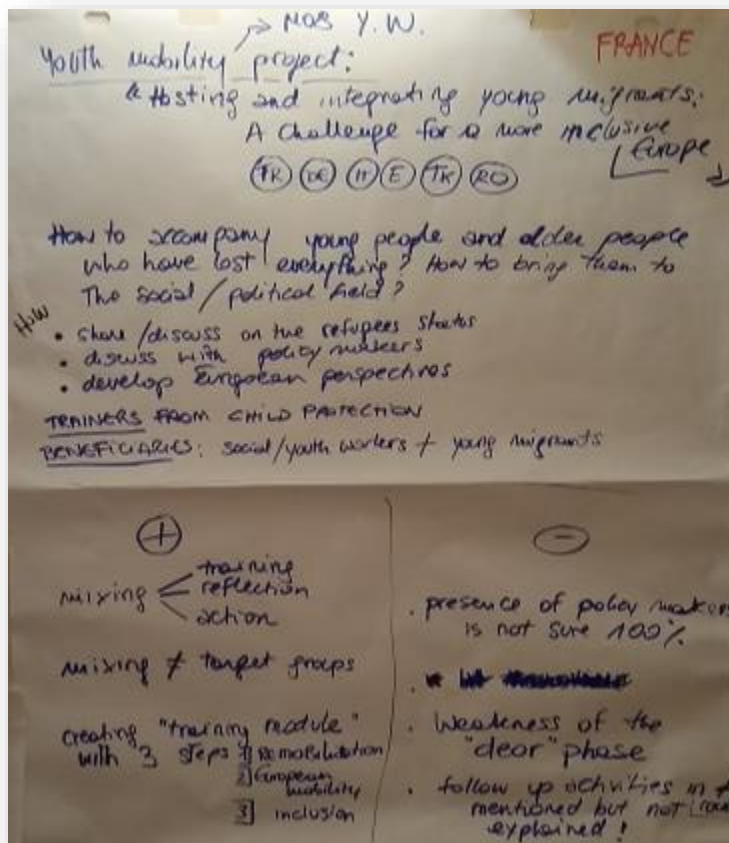 → MOB Y.W.
FRANCE
Youth mobility project:
"Hosting and integrating young migrants:
A challenge for a more inclusive
Europe
DE IT E TK RO
How to accompany young people and older people
who have lost everything? How to bring them to
the social/political field?
How
• share/discuss on the refugees status
• discuss with policy makers
• develop European perspectives
TRAINERS FROM CHILD PROTECTION
BENEFICIARIES: social/youth workers + young migrants
+
mixing
training
reflection
action
mixing ≠ target groups
creating "training module"
with 3 steps 1] Remobilisation
2] European
mobility
3] inclusion
-
• presence of policy makers
is not sure 100%
•
• Weakness of the
phase
• follow up activities in
mentioned but not
explained!